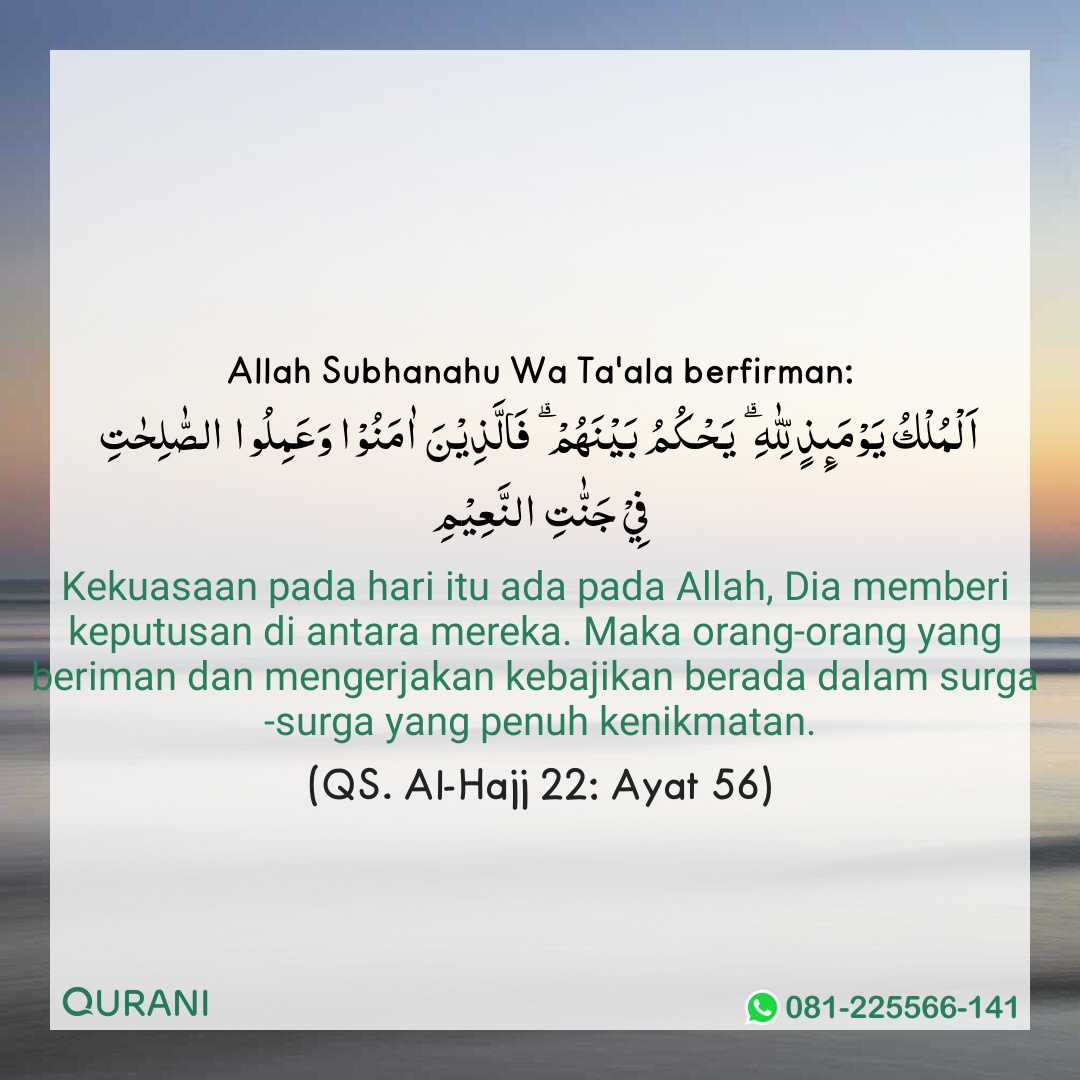 Allah Subhanahu Wa Ta'ala berfirman:
اَلْمُلْكُ يَوْمَىِٕذٍ لِّلّٰهِ ۗ يَحْكُمُ بَيْنَهُمْ ۗ فَا لَّذِيْنَ اٰمَنُوْا وَعَمِلُوا الصّٰلِحٰتِ
فِيْ جَنّٰتِ النَّعِيْمِ
Kekuasaan pada hari itu ada pada Allah, Dia memberi
keputusan di antara mereka. Maka orang-orang yang
beriman dan mengerjakan kebajikan berada dalam surga
-surga yang penuh kenikmatan.
(QS. Al-Hajj 22: Ayat 56)
QURANI
081-225566-141